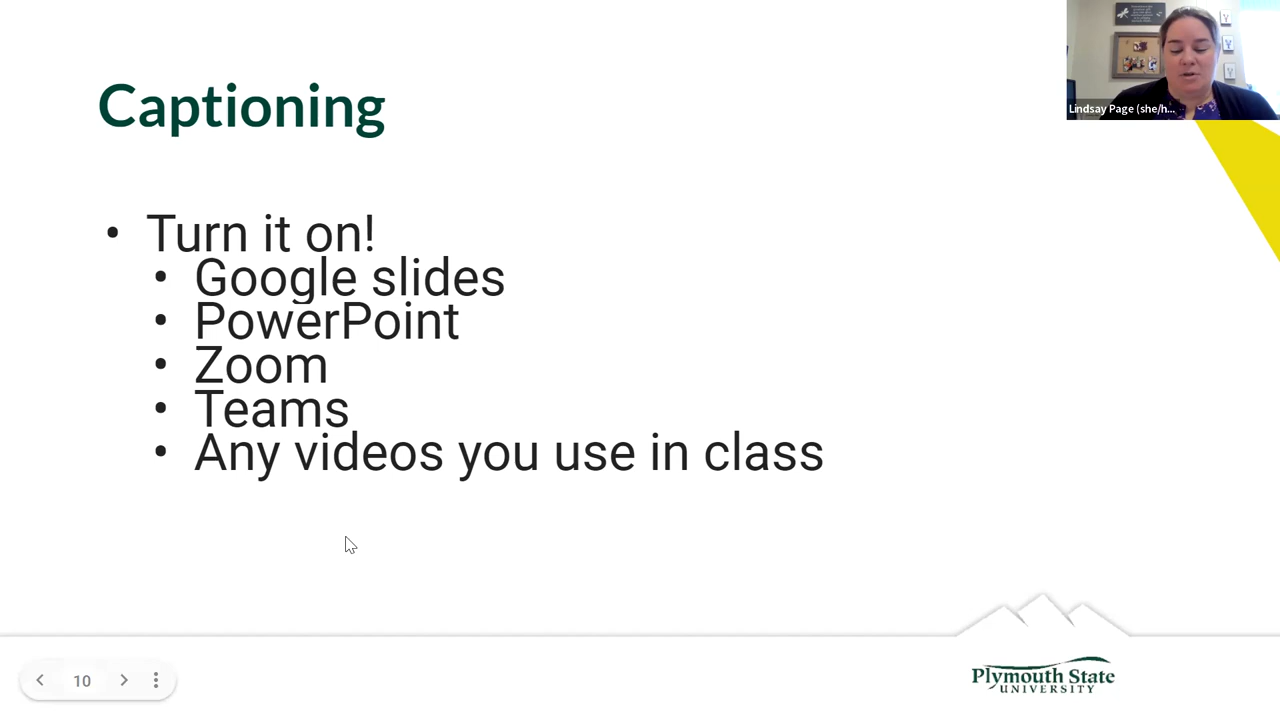 Captioning
Lindsay Page (she/h...
• Turn it on!
• Google slides
• PowerPoint
• Zoom
• Teams
• Any videos you use in class
10
Plymouth State
UNIVERSITY